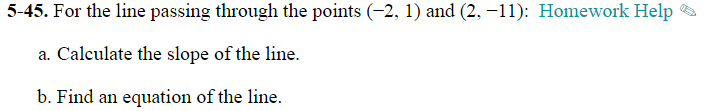 5-45. For the line passing through the points (−2, 1) and (2, −11): Homework Help ✎
a. Calculate the slope of the line.
b. Find an equation of the line.